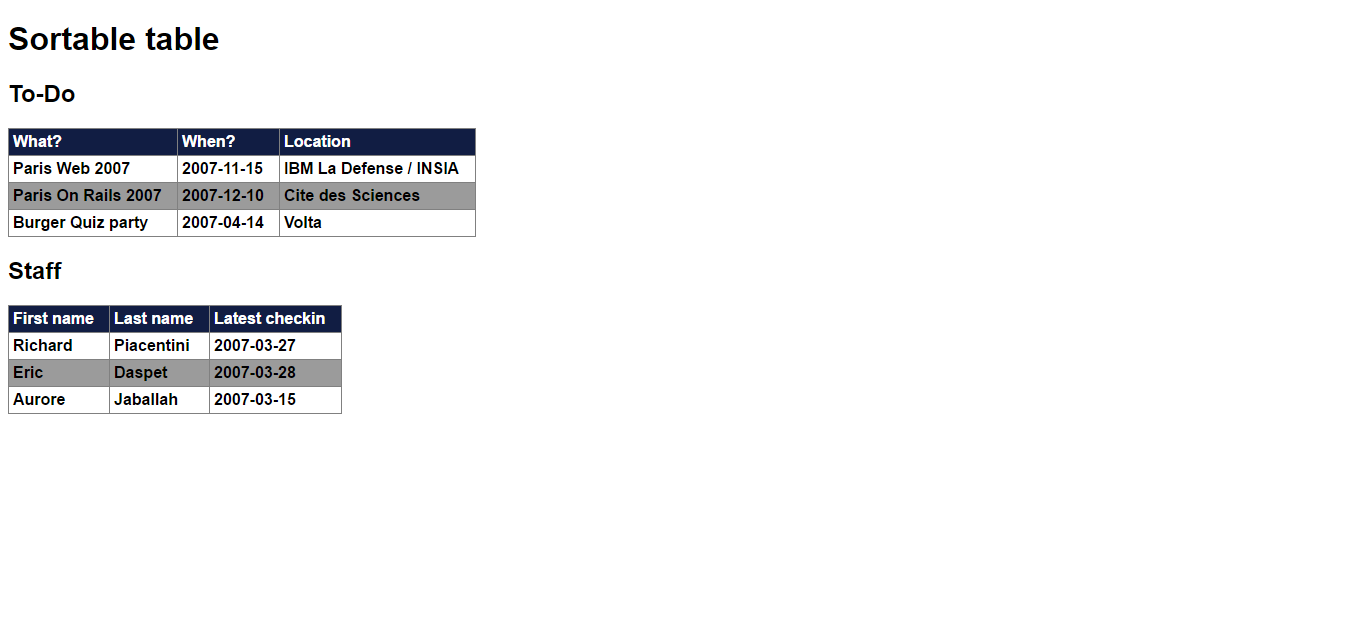 Sortable table
To-Do
What? When? Location
Paris Web 2007 2007-11-15 IBM La Defense / INSIA
Paris On Rails 2007 2007-12-10 Cite des Sciences
Burger Quiz party 2007-04-14 Volta
Staff
First name Last name Latest checkin
Richard Piacentini 2007-03-27
Eric Daspet 2007-03-28
Aurore Jaballah 2007-03-15